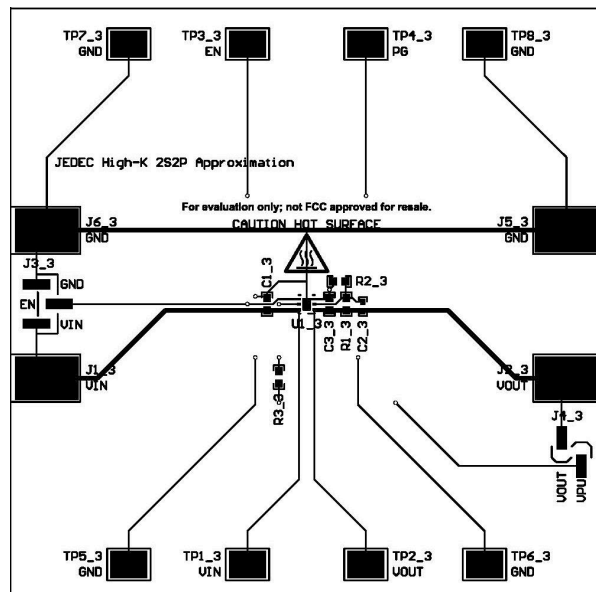 TP7_3
GND
TP3_3
EN
TP4_3
PG
TP8_3
GND
JEDEC High-K 2S2P Approximation
For evaluation only; not FCC approved for resale.
J6_3
GND
CAUTION HOT SURFACE
J5_3
GND
J3_3
GND
EN
VIN
C1_3
R2_3
U1_3
C3_3
R1_3
C2_3
J1_3
VIN
R3_3
J2_3
VOUT
J4_3
VOUT
VPU
TP5_3
GND
TP1_3
VIN
TP2_3
VOUT
TP6_3
GND